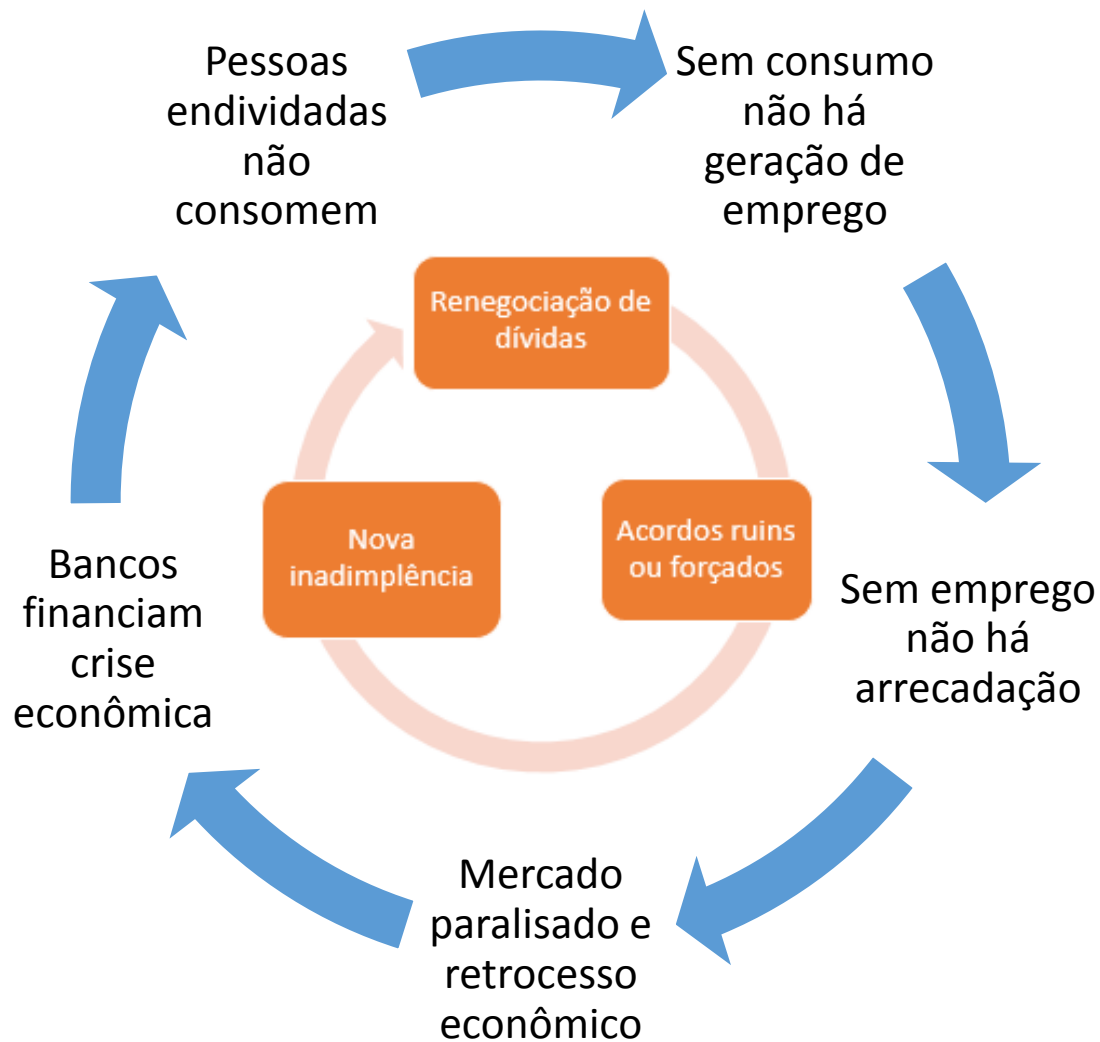 Pessoas
endividadas
não
consomem
Sem consumo
não há
geração de
emprego
Renegociação de
dívidas
Nova
inadimplência
Acordos ruins
ou forçados
Bancos
financiam
crise
econômica
Sem emprego
não há
arrecadação
Mercado
paralisado e
retrocesso
econômico